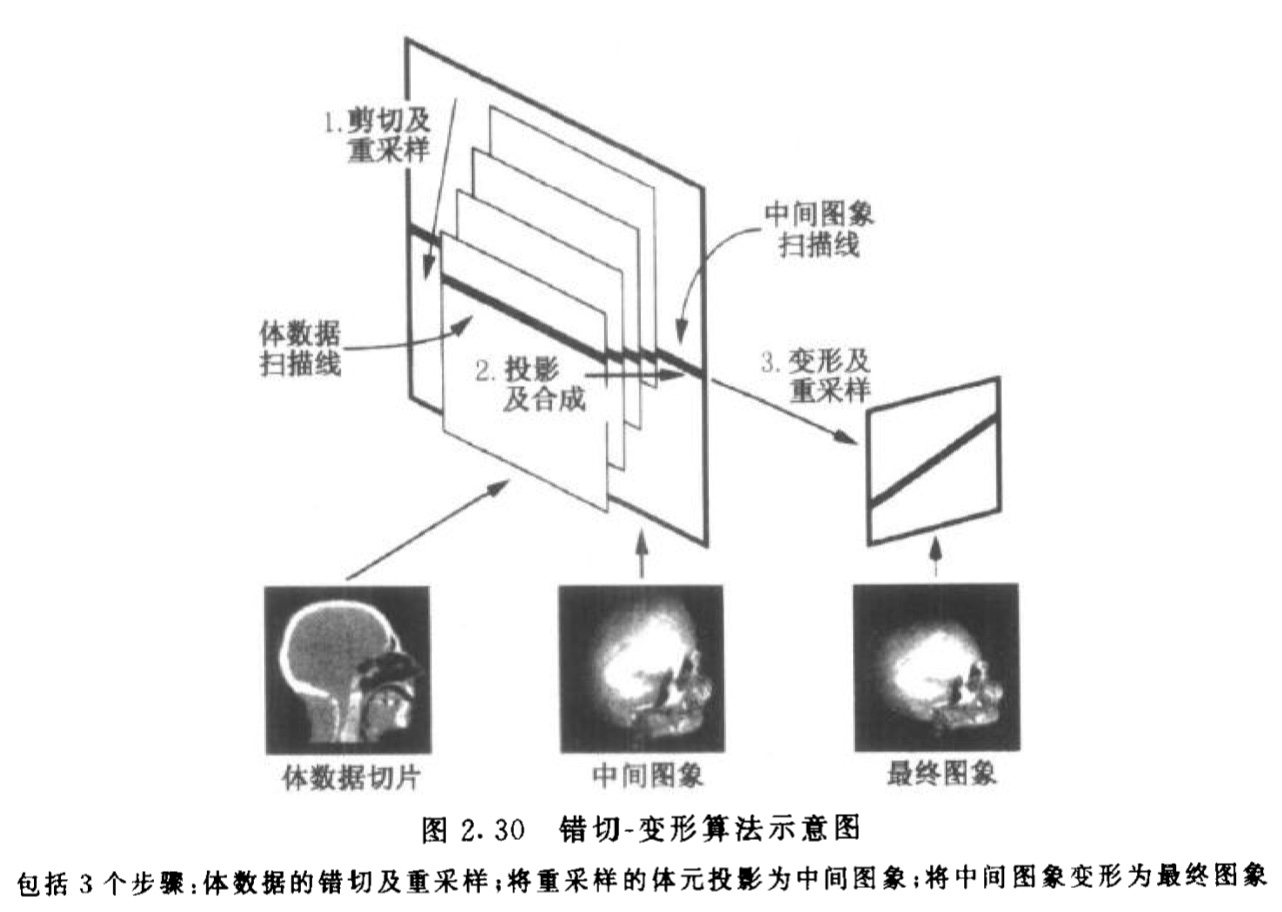 1. 剪切及
重采样
中间图象
扫描线
体数据
扫描线
2. 投影
及合成
3. 变形及
重采样
体数据切片
中间图象
最终图象
图 2.30 错切-变形算法示意图
包括 3 个步骤:体数据的错切及重采样;将重采样的体元投影为中间图象;将中间图象变形为最终图象